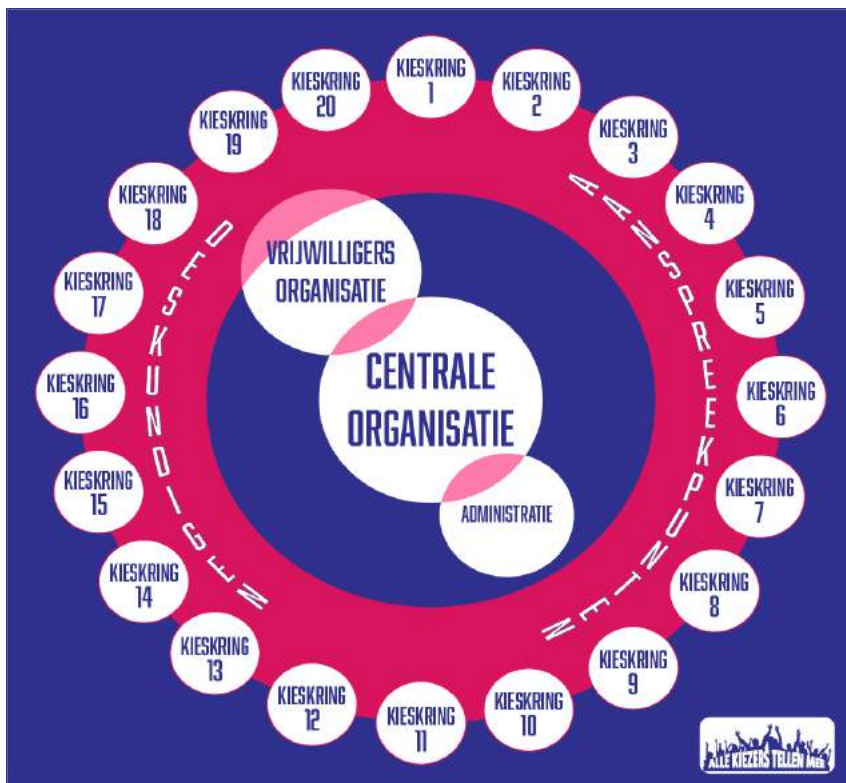 KIESKRING
1
KIESKRING
2
KIESKRING
3
KIESKRING
4
KIESKRING
5
KIESKRING
6
KIESKRING
7
KIESKRING
8
KIESKRING
9
KIESKRING
10
KIESKRING
11
KIESKRING
12
KIESKRING
13
KIESKRING
14
KIESKRING
15
KIESKRING
16
KIESKRING
17
KIESKRING
18
KIESKRING
19
KIESKRING
20
DESKUNDIGEN
AANSPREEKPUNTEN
VRIJWILLIGERS
ORGANISATIE
CENTRALE
ORGANISATIE
ADMINISTRATIE
ALLE KIEZERS TELLEN MEE